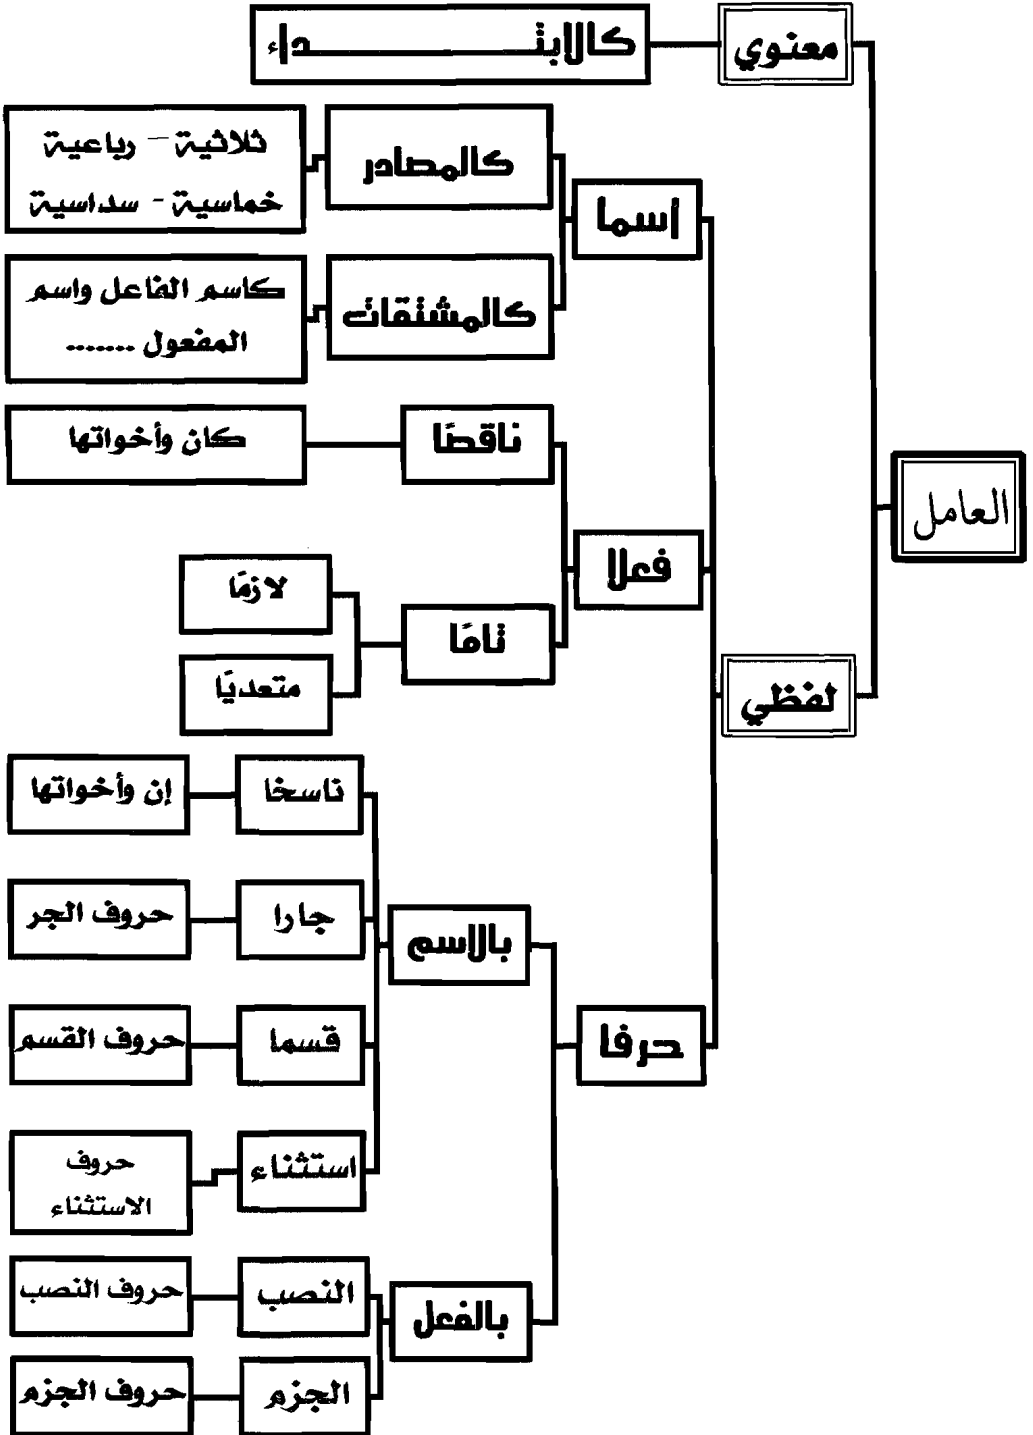 العامل
معنوي
كالابتداء
لفظي
إسما
كالمصادر
ثلاثية – رباعية
خماسية - سداسية
كالمشتقات
كاسم الفاعل واسم
المفعول .......
فعلا
ناقصًا
كان وأخواتها
تامًا
لازمًا
متعديًا
حرفا
بالاسم
ناسخا
إن وأخواتها
جارا
حروف الجر
قسما
حروف القسم
استثناء
حروف
الاستثناء
بالفعل
النصب
حروف النصب
الجزم
حروف الجزم